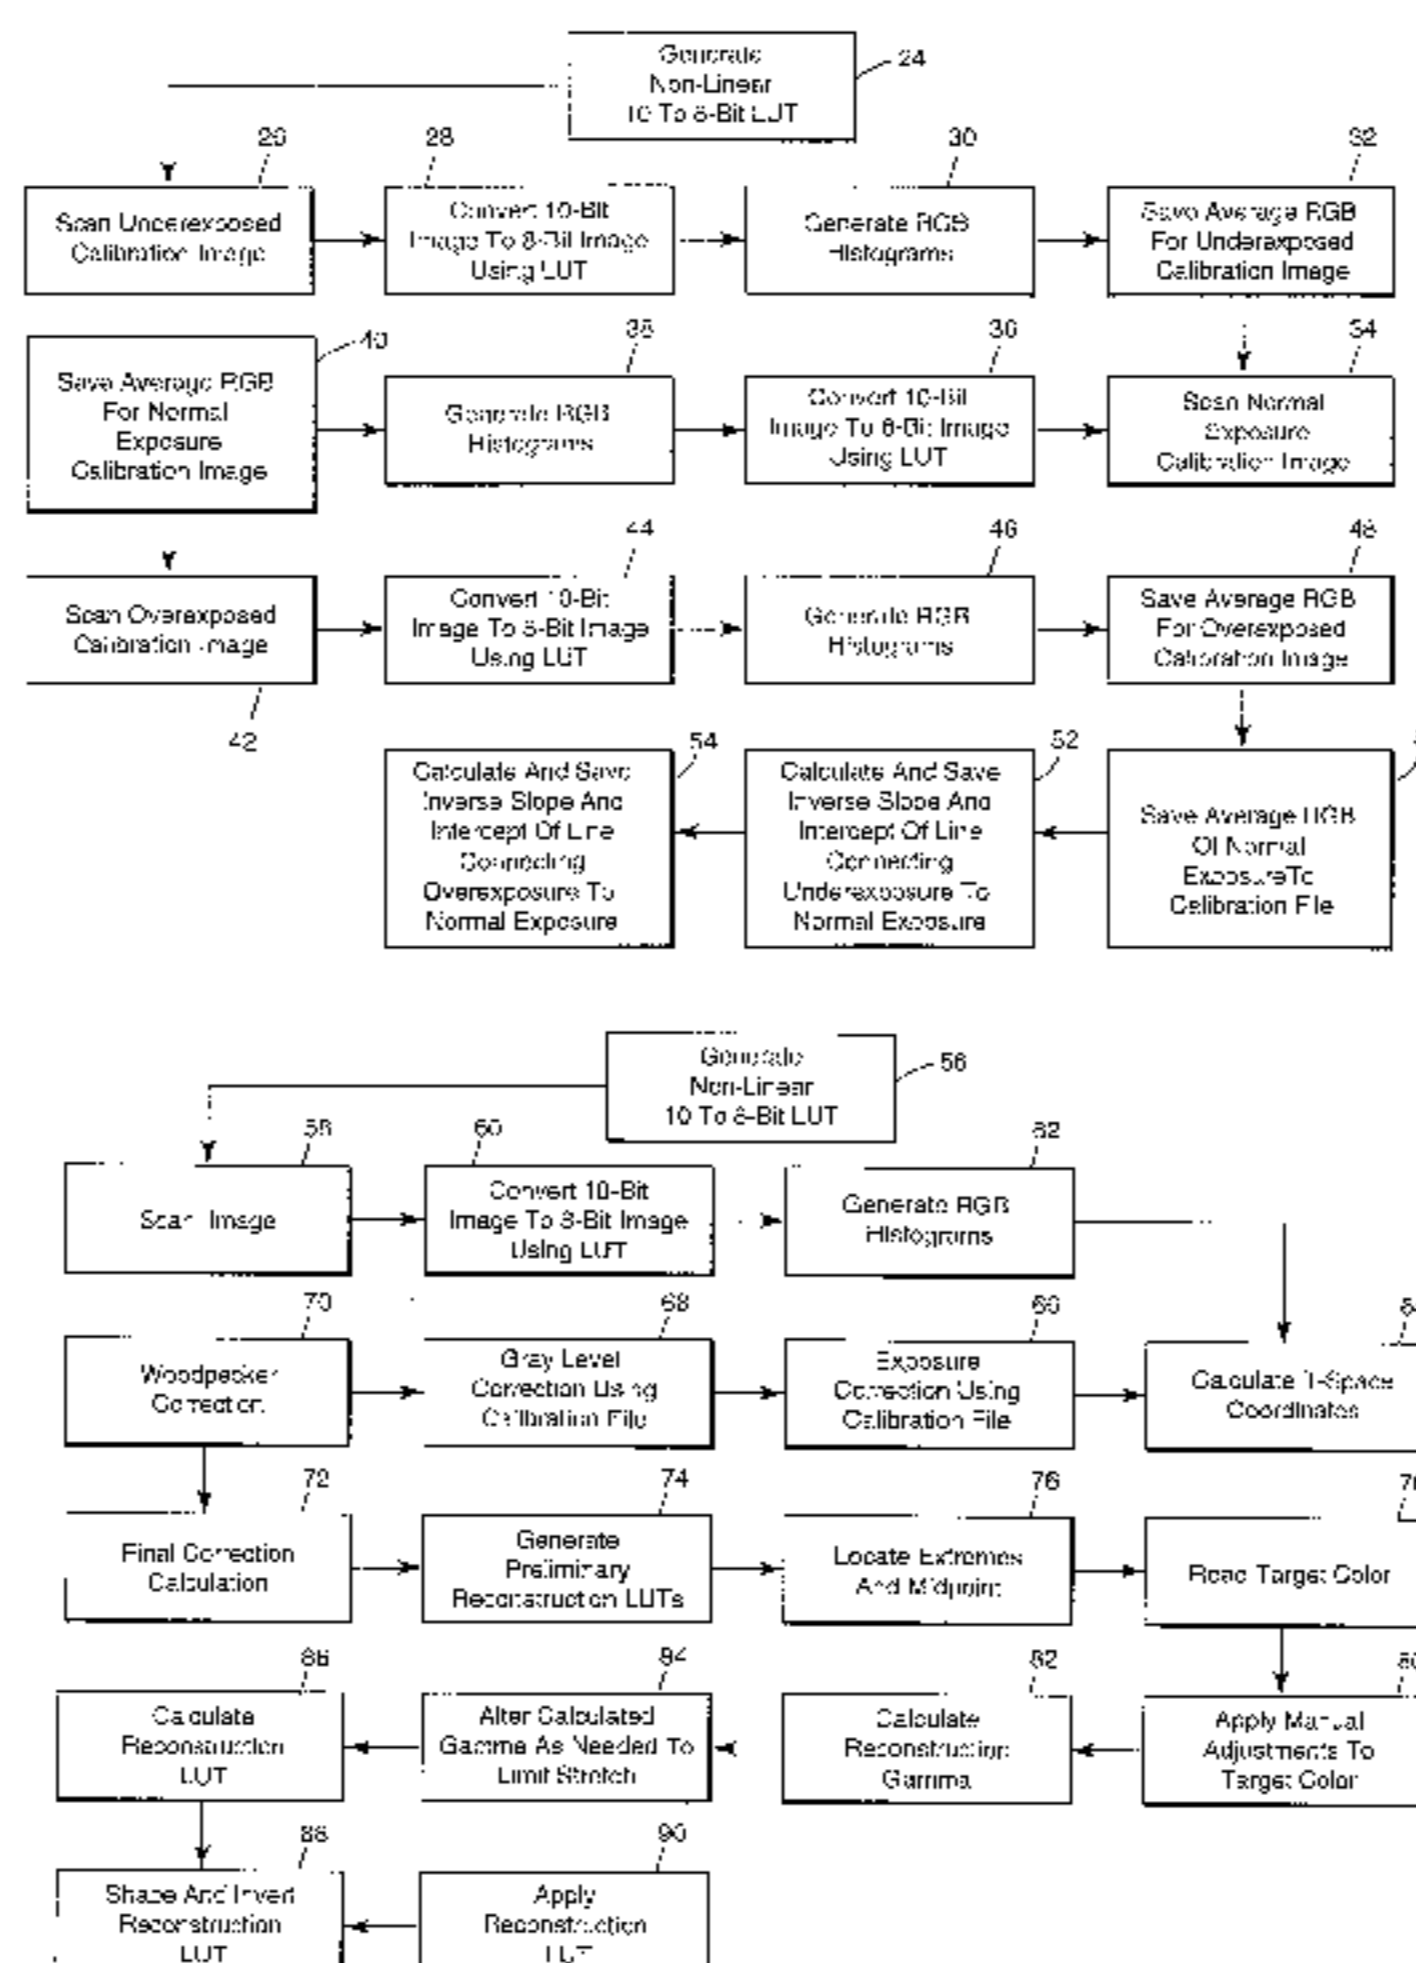 Generate
Non-Linear
10 To 8-Bit LUT
24
26
28
30
32
Scan Underexposed
Calibration Image
Convert 10-Bit
Image To 8-Bit Image
Using LUT
Generate RGB
Histograms
Save Average RGB
For Underexposed
Calibration Image
40
38
36
34
Save Average RGB
For Normal
Exposure
Calibration Image
Generate RGB
Histograms
Convert 10-Bit
Image To 8-Bit Image
Using LUT
Scan Normal
Exposure
Calibration Image
44
46
48
Scan Overexposed
Calibration Image
42
Convert 10-Bit
Image To 8-Bit Image
Using LUT
Generate RGB
Histograms
Save Average RGB
For Overexposed
Calibration Image
54
52
Calculate And Save
Inverse Slope And
Intercept Of Line
Connecting
Overexposure To
Normal Exposure
Calculate And Save
Inverse Slope And
Intercept Of Line
Connecting
Underexposure To
Normal Exposure
Save Average RGB
Of Normal
ExposureTo
Calibration File
Generate
Non-Linear
10 To 8-Bit LUT
56
58
60
62
Scan Image
Convert 10-Bit
Image To 8-Bit Image
Using LUT
Generate RGB
Histograms
70
68
66
Woodpecker
Correction
Gray Level
Correction Using
Calibration File
Exposure
Correction Using
Calibration File
Calculate T-Space
Coordinates
72
74
76
Final Correction
Calculation
Generate
Preliminary
Reconstruction LUTs
Locate Extremes
And Midpoint
Read Target Color
86
84
82
Calculate
Reconstruction
LUT
Alter Calculated
Gamma As Needed To
Limit Stretch
Calculate
Reconstruction
Gamma
Apply Manual
Adjustments To
Target Color
88
90
Shape And Invert
Reconstruction
LUT
Apply
Reconstruction
LUT